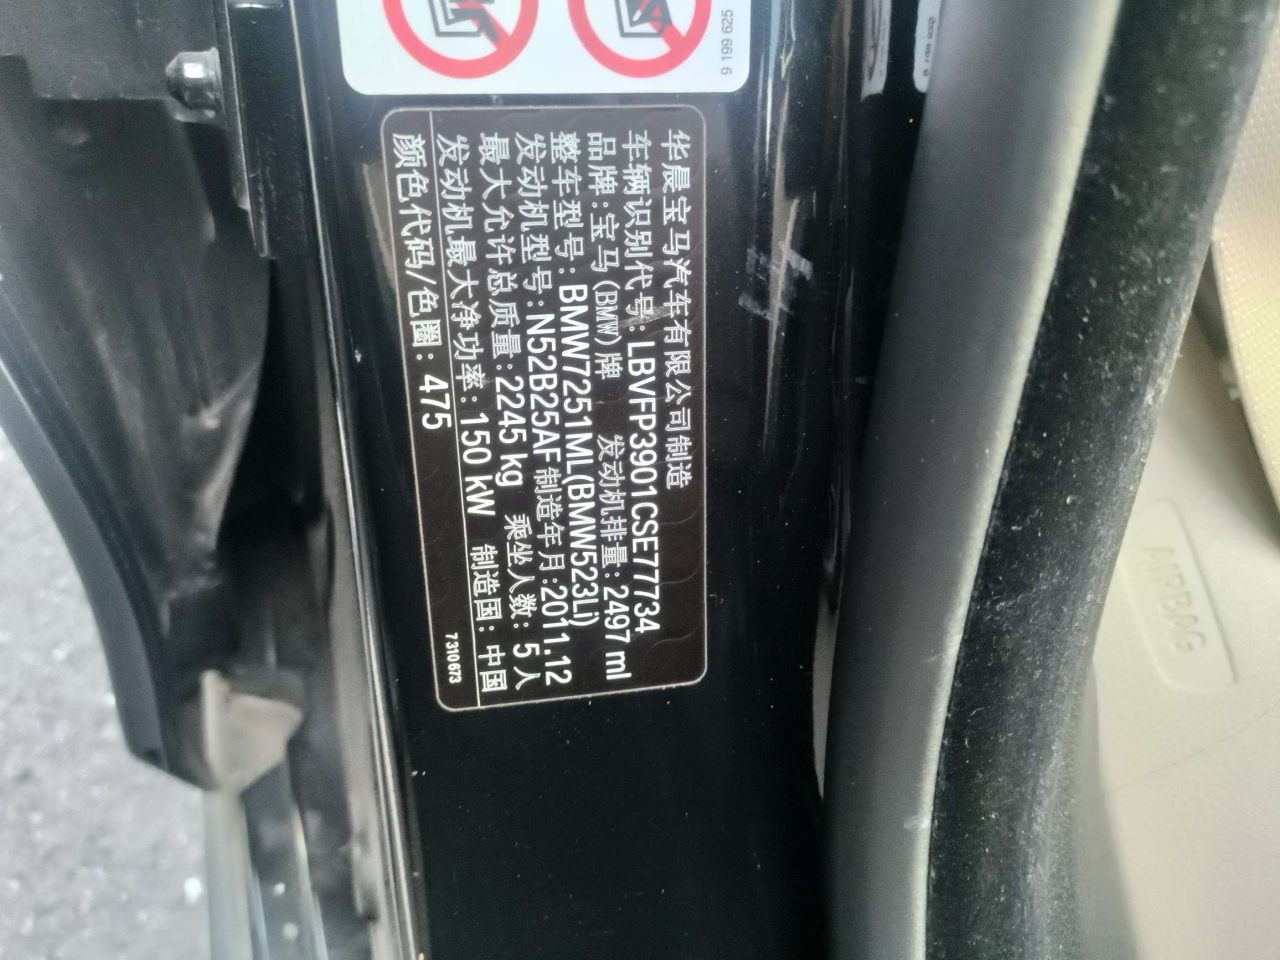 9 199 625
华晨宝马汽车有限公司制造
车辆识别代号:LBVFP3901CSE77734
品牌:宝马(BMW)牌 发动机排量:2497 ml
整车型号:BMW7251ML(BMW523Li)
发动机型号:N52B25AF 制造年月:2011.12
最大允许总质量:2245 kg 乘坐人数:5人
发动机最大净功率:150 kW 制造国:中国
颜色代码/色圈:475
7310673
AIRBAG